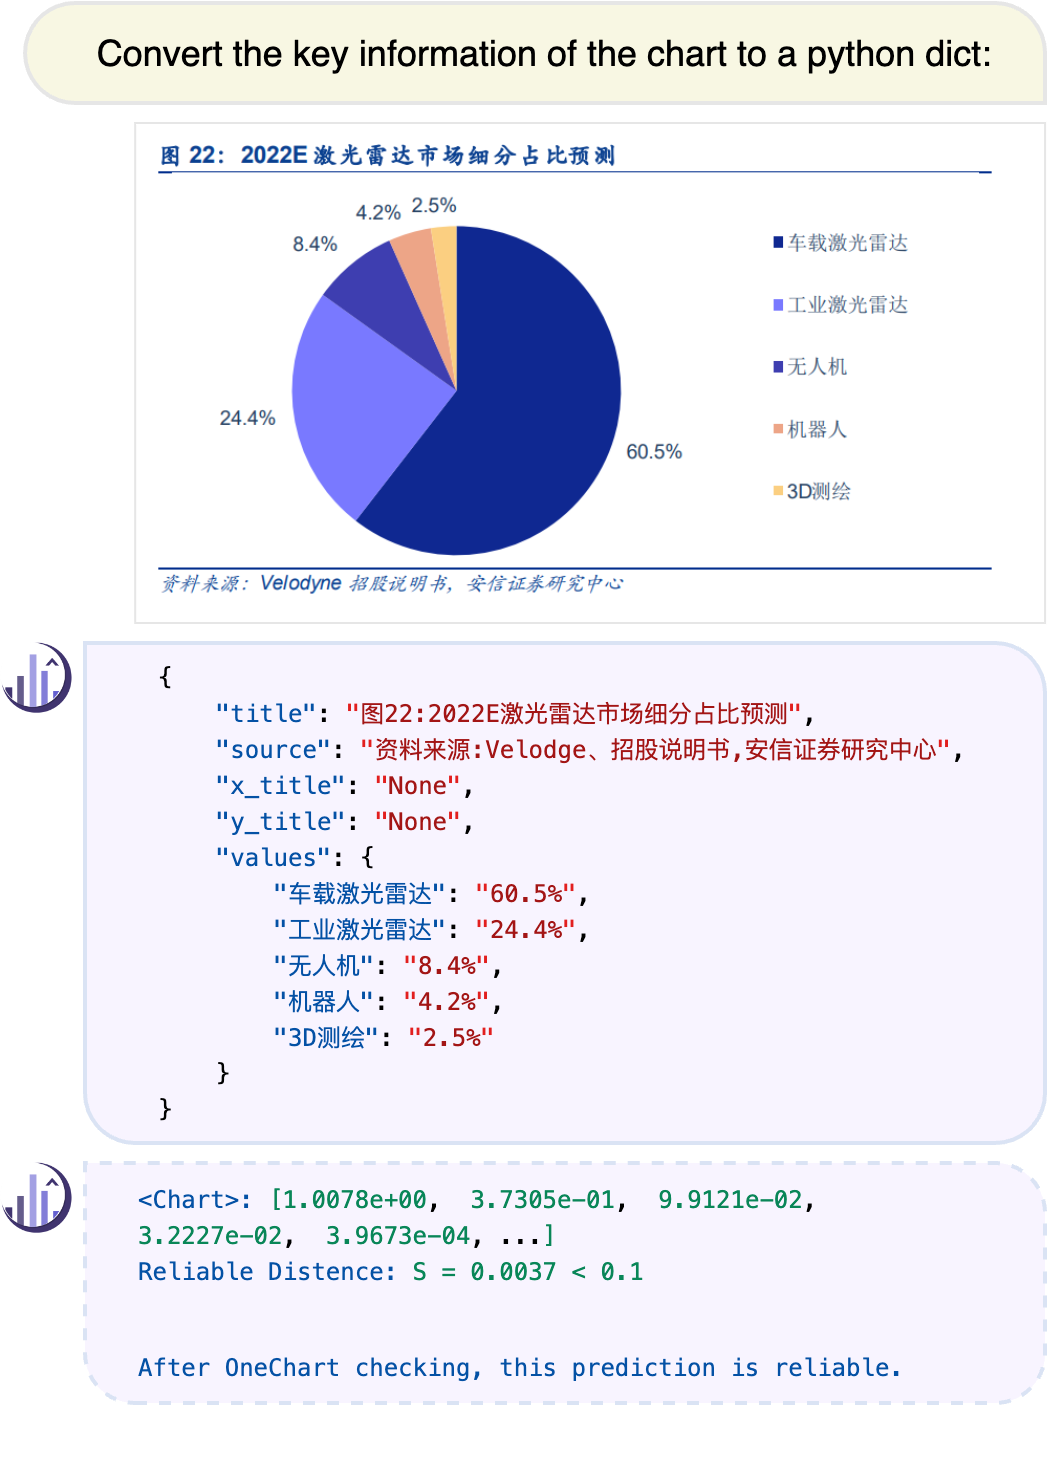 Convert the key information of the chart to a python dict:
图 22：2022E 激光雷达市场细分占比预测
2.5%
4.2%
8.4%
24.4%
60.5%
车载激光雷达
工业激光雷达
无人机
机器人
3D测绘
资料来源：Velodyne 招股说明书，安信证券研究中心
{
"title": "图22:2022E激光雷达市场细分占比预测",
"source": "资料来源:Velodge、招股说明书,安信证券研究中心",
"x_title": "None",
"y_title": "None",
"values": {
"车载激光雷达": "60.5%",
"工业激光雷达": "24.4%",
"无人机": "8.4%",
"机器人": "4.2%",
"3D测绘": "2.5%"
}
}
<Chart>: [1.0078e+00, 3.7305e-01, 9.9121e-02,
3.2227e-02, 3.9673e-04, ...]
Reliable Distence: S = 0.0037 < 0.1
After OneChart checking, this prediction is reliable.